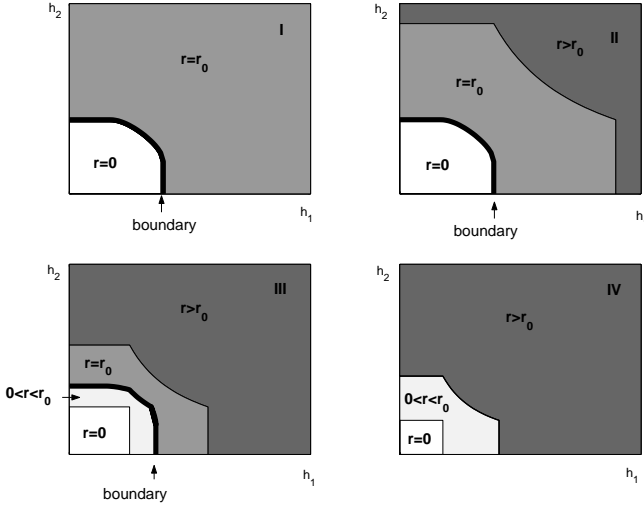 h2
I
r=r0
r=0
h1
boundary
h2
II
r>r0
r=r0
r=0
h
boundary
h2
III
r>r0
r=r0
0<r<r0
r=0
h1
boundary
h2
IV
r>r0
0<r<r0
r=0
h1